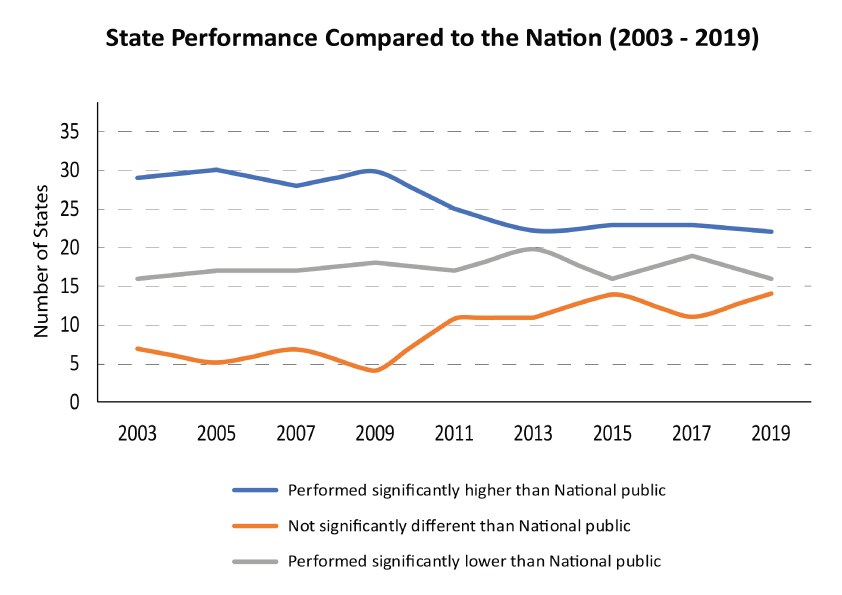 State Performance Compared to the Nation (2003 - 2019)
Number of States
35
30
25
20
15
10
5
0
2003 2005 2007 2009 2011 2013 2015 2017 2019
Performed significantly higher than National public
Not significantly different than National public
Performed significantly lower than National public